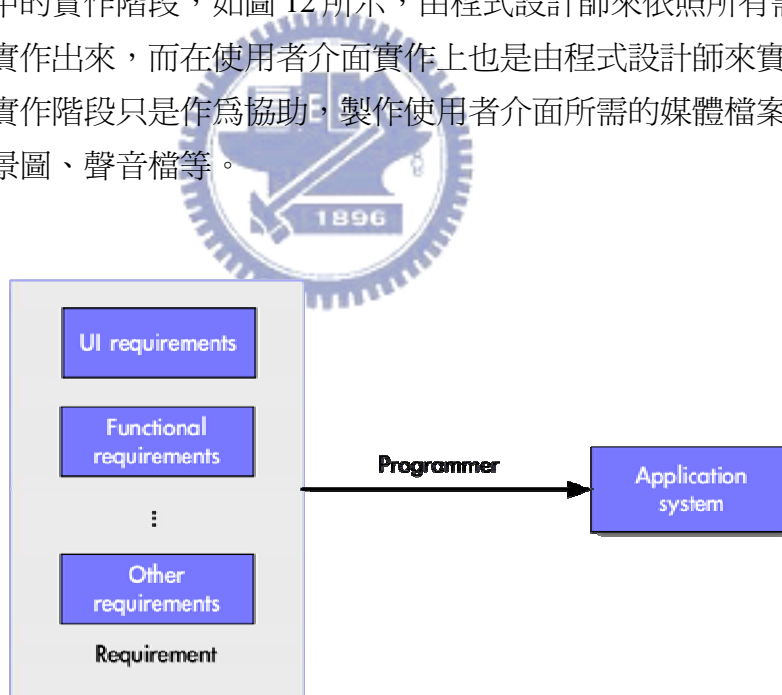 中的實作階段，如圖 12 所示，由程式設計師來依照所有需
實作出來，而在使用者介面實作上也是由程式設計師來實
實作階段只是作為協助，製作使用者介面所需的媒體檔案
景圖、聲音檔等。
1896
UI requirements
Functional
requirements
⋮
Other
requirements
Requirement
Programmer
Application
system